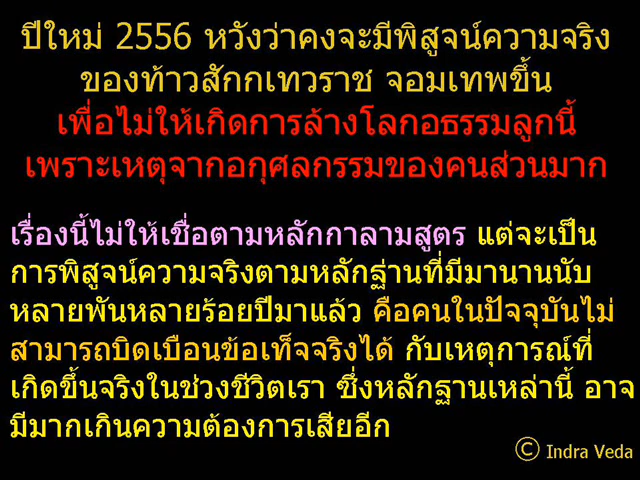 ปีใหม่ 2556 หวังว่าคงจะมีพิสูจน์ความจริง
ของท้าวสักกเทวราช จอมเทพขึ้น
เพื่อไม่ให้เกิดการล้างโลกอธรรมลูกนี้
เพราะเหตุจากอกุศลกรรมของคนส่วนมาก
เรื่องนี้ไม่ให้เชื่อตามหลักกาลามสูตร แต่จะเป็น
การพิสูจน์ความจริงตามหลักฐ่านที่มีมานานนับ
หลายพันหลายร้อยปีมาแล้ว คือคนในปัจจุบันไม่
สามารถบิดเบือนข้อเท็จจริงได้ กับเหตุการณ์ที่
เกิดขึ้นจริงในช่วงชีวิตเรา ซึ่งหลักฐานเหล่านี้ อาจ
มีมากเกินความต้องการเสียอีก
© Indra Veda